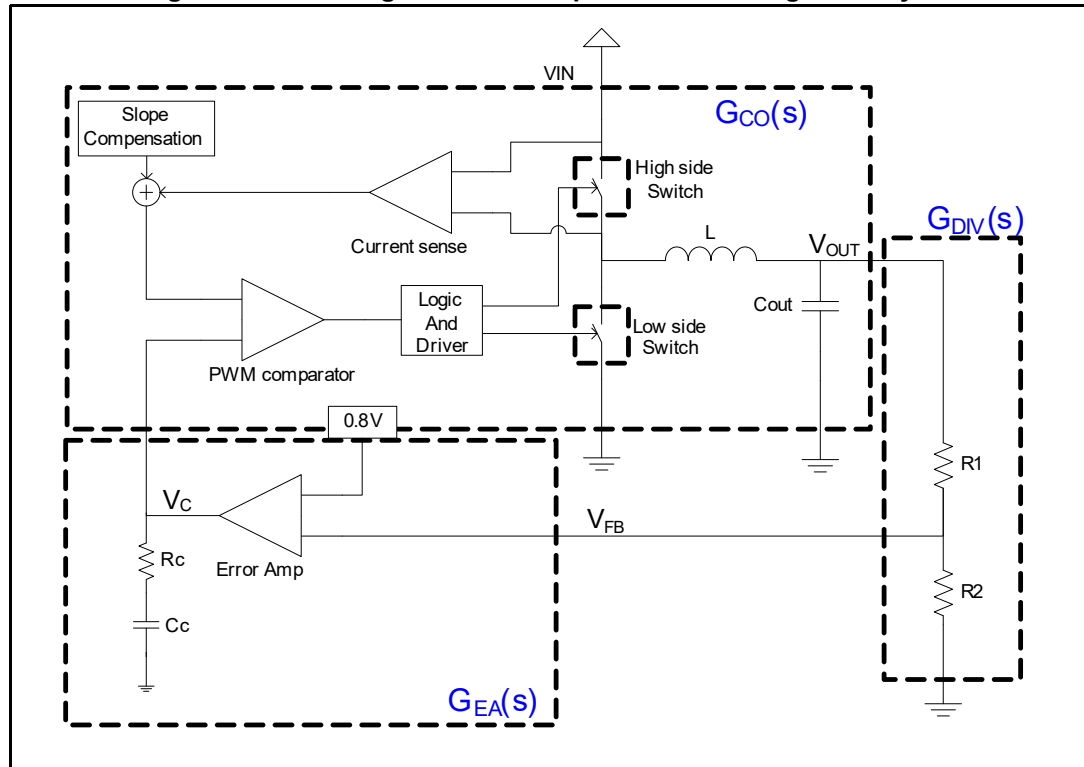 VIN
G_CO(s)
Slope
Compensation
High side
Switch
+
Current sense
G_DIV(s)
L
V_OUT
Logic
And
Driver
Cout
Low side
Switch
PWM comparator
0.8V
R1
V_C
V_FB
Rc
Error Amp
R2
Cc
G_EA(s)